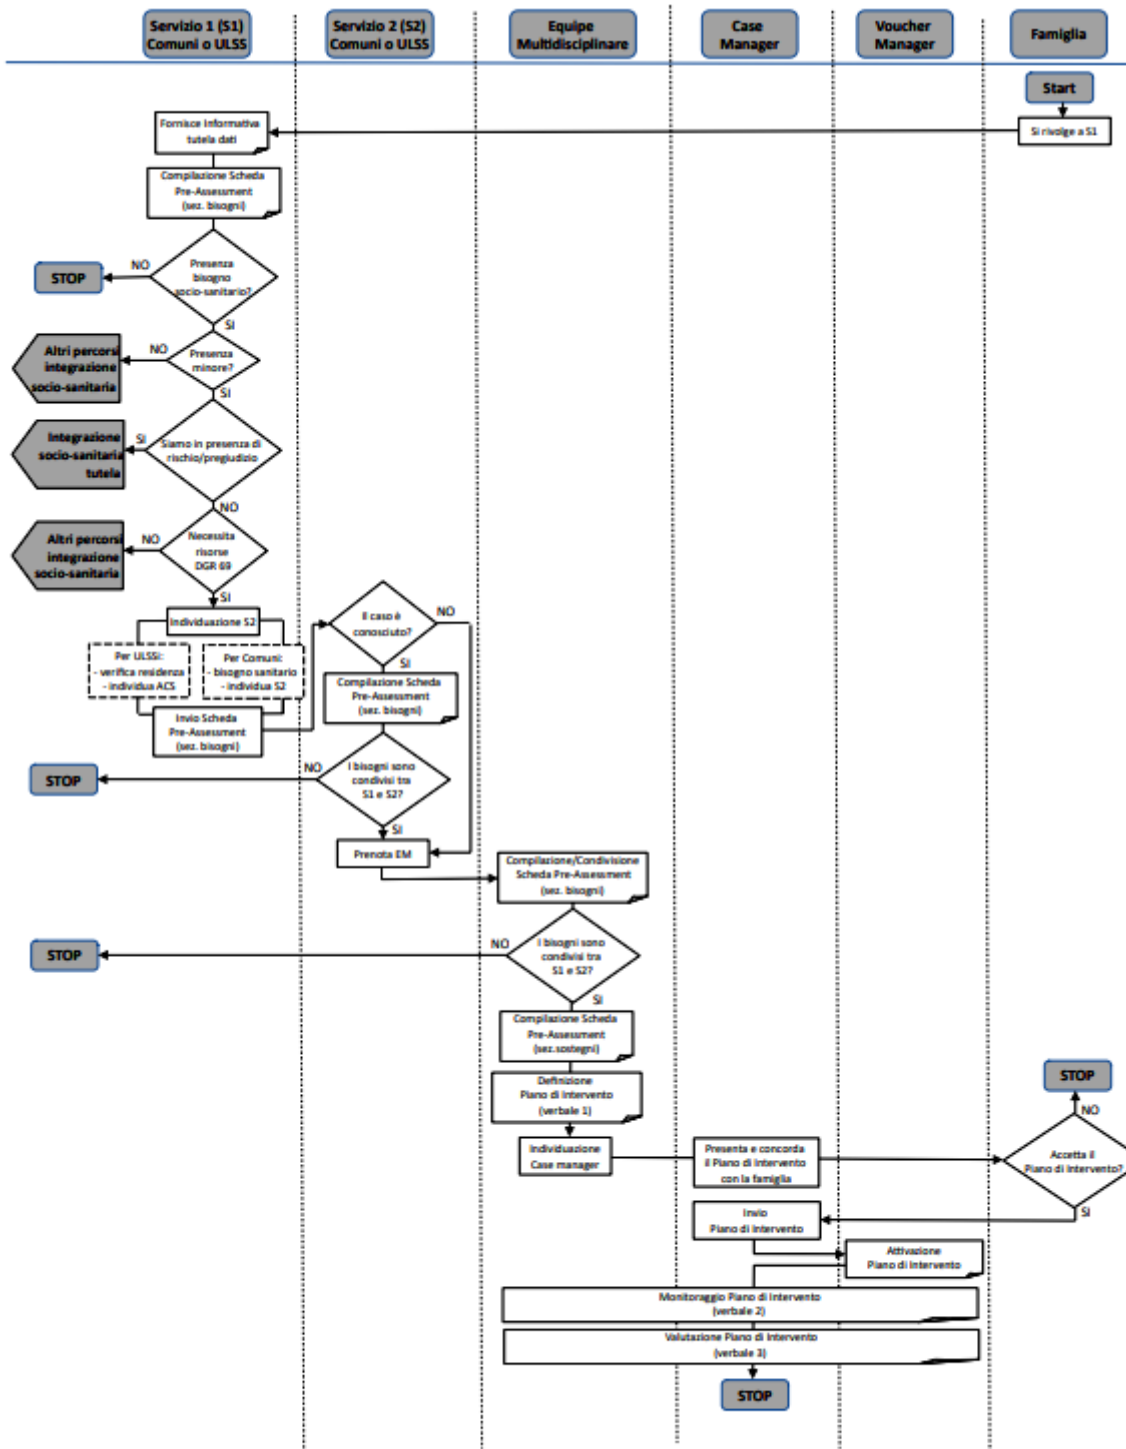 Servizio 1 (S1)
Comuni o ULSS
Servizio 2 (S2)
Comuni o ULSS
Equipe
Multidisciplinare
Case
Manager
Voucher
Manager
Famiglia
Start
Si rivolge a S1
Fornisce Informativa
tutela dati
Compilazione Scheda
Pre-Assessment
(sez. bisogni)
Presenza
bisogno
socio-sanitario?
NO
STOP
SI
Presenza
minore?
NO
Altri percorsi
integrazione
socio-sanitaria
SI
Siamo in presenza di
rischio/pregiudizio
SI
Integrazione
socio-sanitaria
tutela
NO
Necessita
risorse
DGR 69
NO
Altri percorsi
integrazione
socio-sanitaria
SI
Individuazione S2
Per ULSSi:
- verifica residenza
- individua ACS
Per Comuni:
- bisogno sanitario
- individua S2
Invio Scheda
Pre-Assessment
(sez. bisogni)
Il caso è
conosciuto?
NO
SI
Compilazione Scheda
Pre-Assessment
(sez. bisogni)
I bisogni sono
condivisi tra
S1 e S2?
NO
STOP
SI
Prenota EM
Compilazione/Condivisione
Scheda Pre-Assessment
(sez. bisogni)
I bisogni sono
condivisi tra
S1 e S2?
NO
STOP
SI
Compilazione Scheda
Pre-Assessment
(sez.sostegni)
Definizione
Piano di Intervento
(verbale 1)
Individuazione
Case manager
Presenta e concorda
il Piano di Intervento
con la famiglia
Accetta il
Piano di Intervento?
NO
STOP
SI
Invio
Piano di Intervento
Attivazione
Piano di Intervento
Monitoraggio Piano di Intervento
(verbale 2)
Valutazione Piano di Intervento
(verbale 3)
STOP